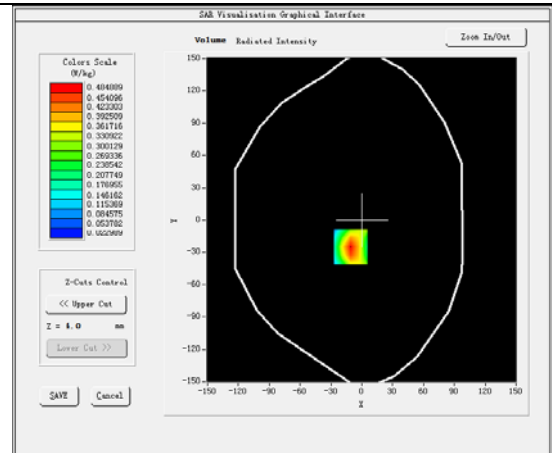 SAR Visualisation Graphical Interface
Volume Radiated Intensity
Zoom In/Out
Colors Scale
(W/kg)
0.484889
0.454096
0.423303
0.392509
0.361716
0.330922
0.300129
0.269336
0.238542
0.207749
0.176955
0.146162
0.115369
0.084575
0.053782
0.022989
Z-Cuts Control
<< Upper Cut
Z = 4.0 mm
Lower Cut >>
SAVE
Cancel
150
120
90
60
30
0
-30
-60
-90
-120
-150
Y
-150 -120 -90 -60 -30 0 30 60 90 120 150
X